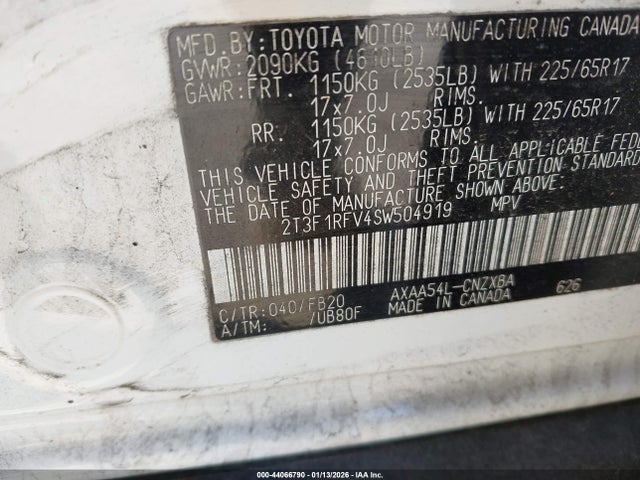 MFD. BY: TOYOTA MOTOR MANUFACTURING CANADA
GVWR: 2090KG (4610LB)
GAWR: FRT. 1150KG (2535LB) WITH 225/65R17
17x7.0J RIMS.
RR. 1150KG (2535LB) WITH 225/65R17
17x7.0J RIMS.
THIS VEHICLE CONFORMS TO ALL APPLICABLE FEDE
VEHICLE SAFETY AND THEFT PREVENTION STANDARD
THE DATE OF MANUFACTURE SHOWN ABOVE.
2T3F1RFV4SW504919 MPV
C/TR: 040/FB20 AXAA54L-CNZXBA 626
A/TM: /UB80F MADE IN CANADA
000-44066790 - 01/13/2026 - IAA Inc.